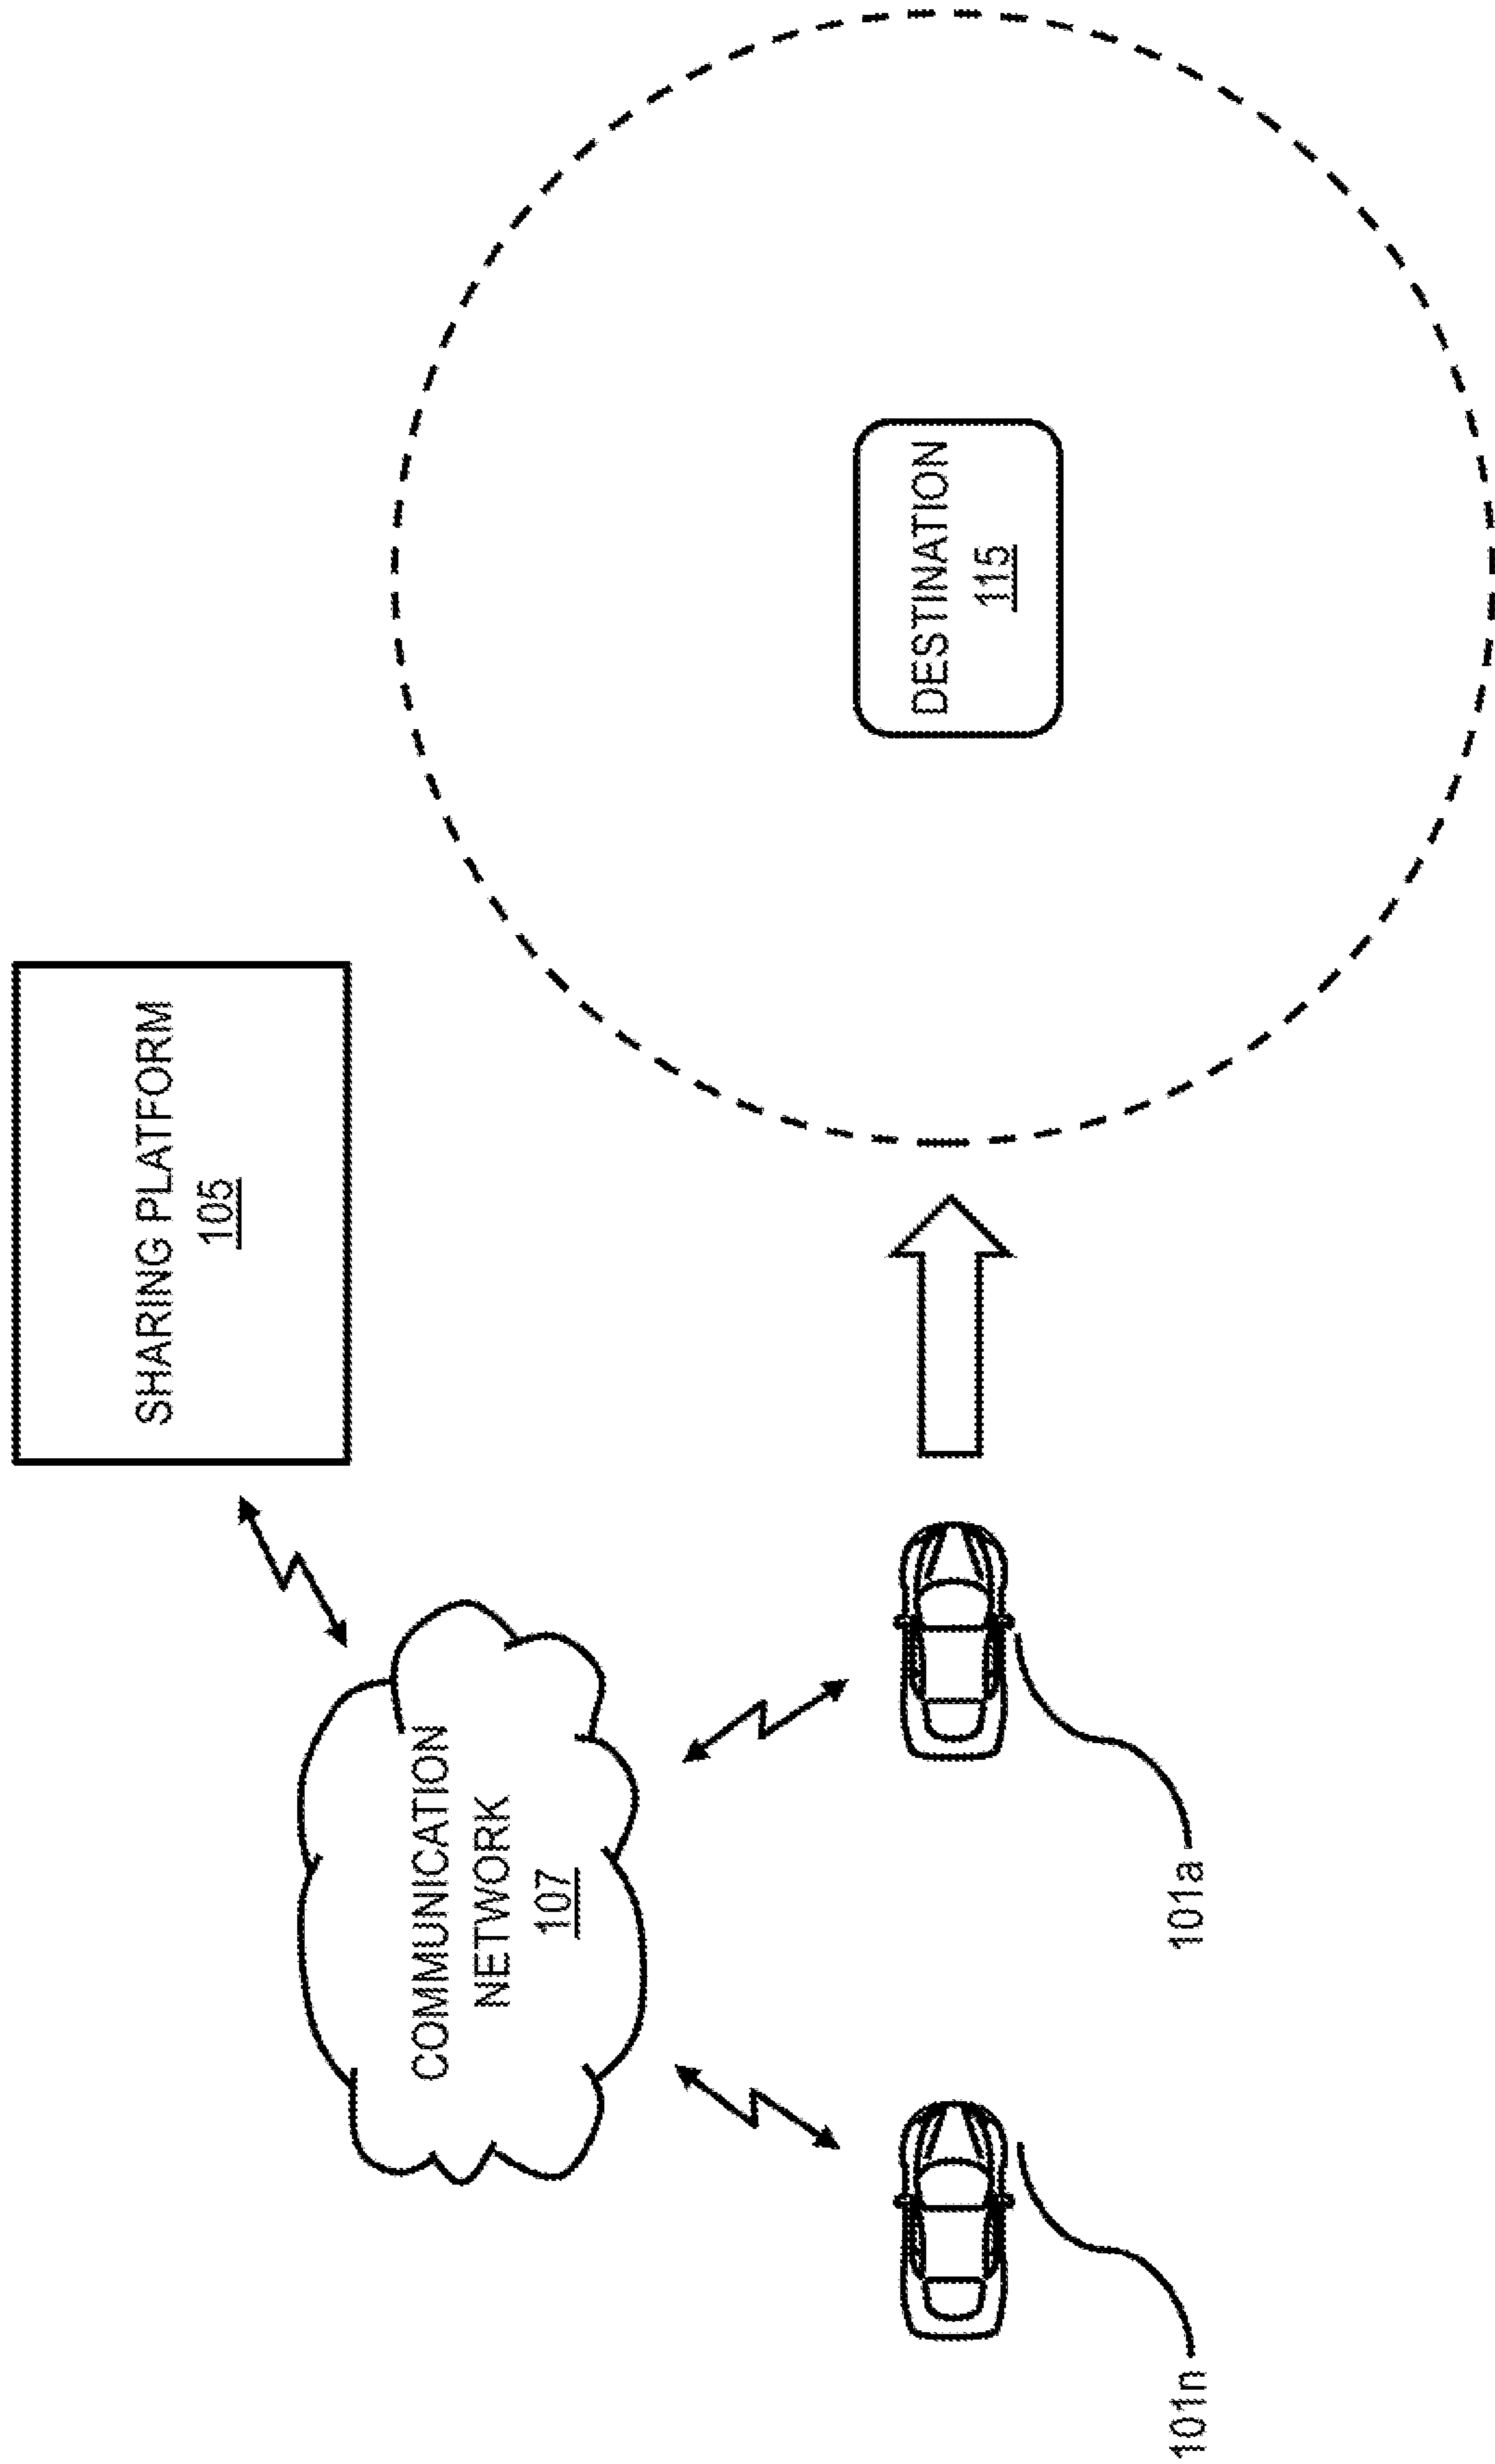 SHARING PLATFORM
105
COMMUNICATION
NETWORK
107
DESTINATION
115
101n
101a